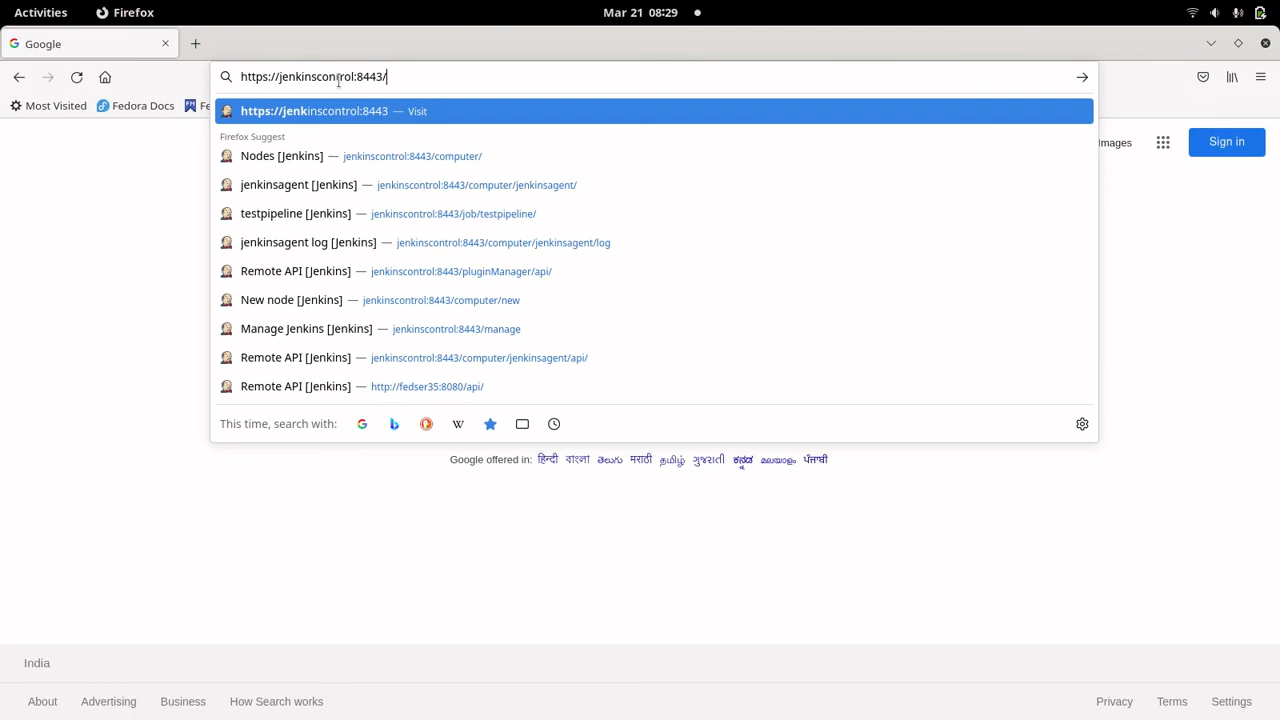 Activities Firefox Mar 21 08:29
Google
https://jenkinscontrol:8443/
Most Visited Fedora Docs Fe
https://jenkinscontrol:8443 — Visit
Firefox Suggest
Nodes [Jenkins] — jenkinscontrol:8443/computer/
jenkinsagent [Jenkins] — jenkinscontrol:8443/computer/jenkinsagent/
testpipeline [Jenkins] — jenkinscontrol:8443/job/testpipeline/
jenkinsagent log [Jenkins] — jenkinscontrol:8443/computer/jenkinsagent/log
Remote API [Jenkins] — jenkinscontrol:8443/pluginManager/api/
New node [Jenkins] — jenkinscontrol:8443/computer/new
Manage Jenkins [Jenkins] — jenkinscontrol:8443/manage
Remote API [Jenkins] — jenkinscontrol:8443/computer/jenkinsagent/api/
Remote API [Jenkins] — http://fedser35:8080/api/
This time, search with:
Images Sign in
Google offered in: हिन्दी বাংলা తెలుగు मराठी தமிழ் ગુજરાતી ಕನ್ನಡ മലയാളം ਪੰਜਾਬੀ
India
About Advertising Business How Search works Privacy Terms Settings